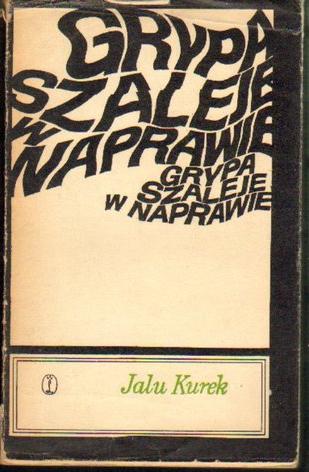 GRYPA
SZALEJE
W
NAPRAWIE
GRYPA
SZALEJE
W NAPRAWIE
Jalu Kurek